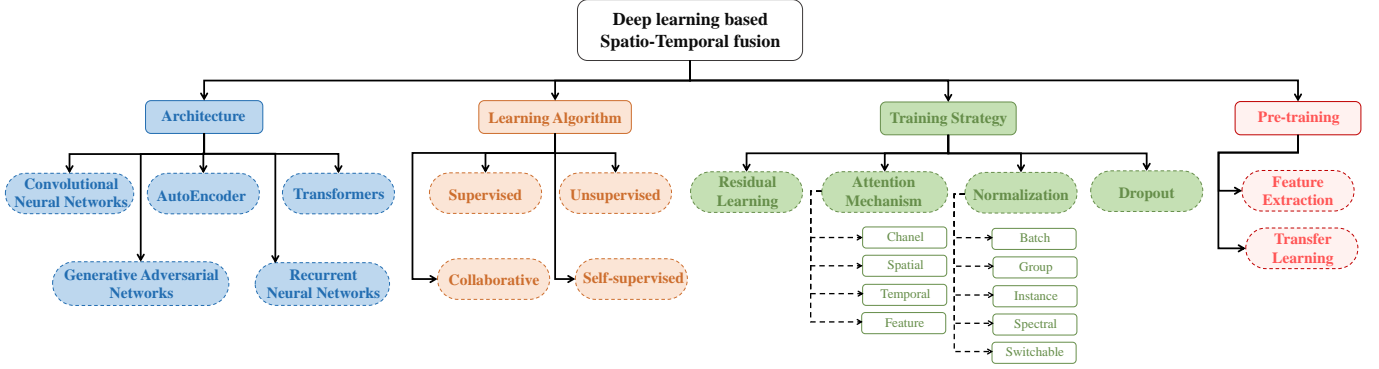 Deep learning based
Spatio-Temporal fusion
Architecture
Learning Algorithm
Training Strategy
Pre-training
Convolutional
Neural Networks
AutoEncoder
Transformers
Generative Adversarial
Networks
Recurrent
Neural Networks
Supervised
Unsupervised
Collaborative
Self-supervised
Residual
Learning
Attention
Mechanism
Normalization
Dropout
Chanel
Spatial
Temporal
Feature
Batch
Group
Instance
Spectral
Switchable
Feature
Extraction
Transfer
Learning